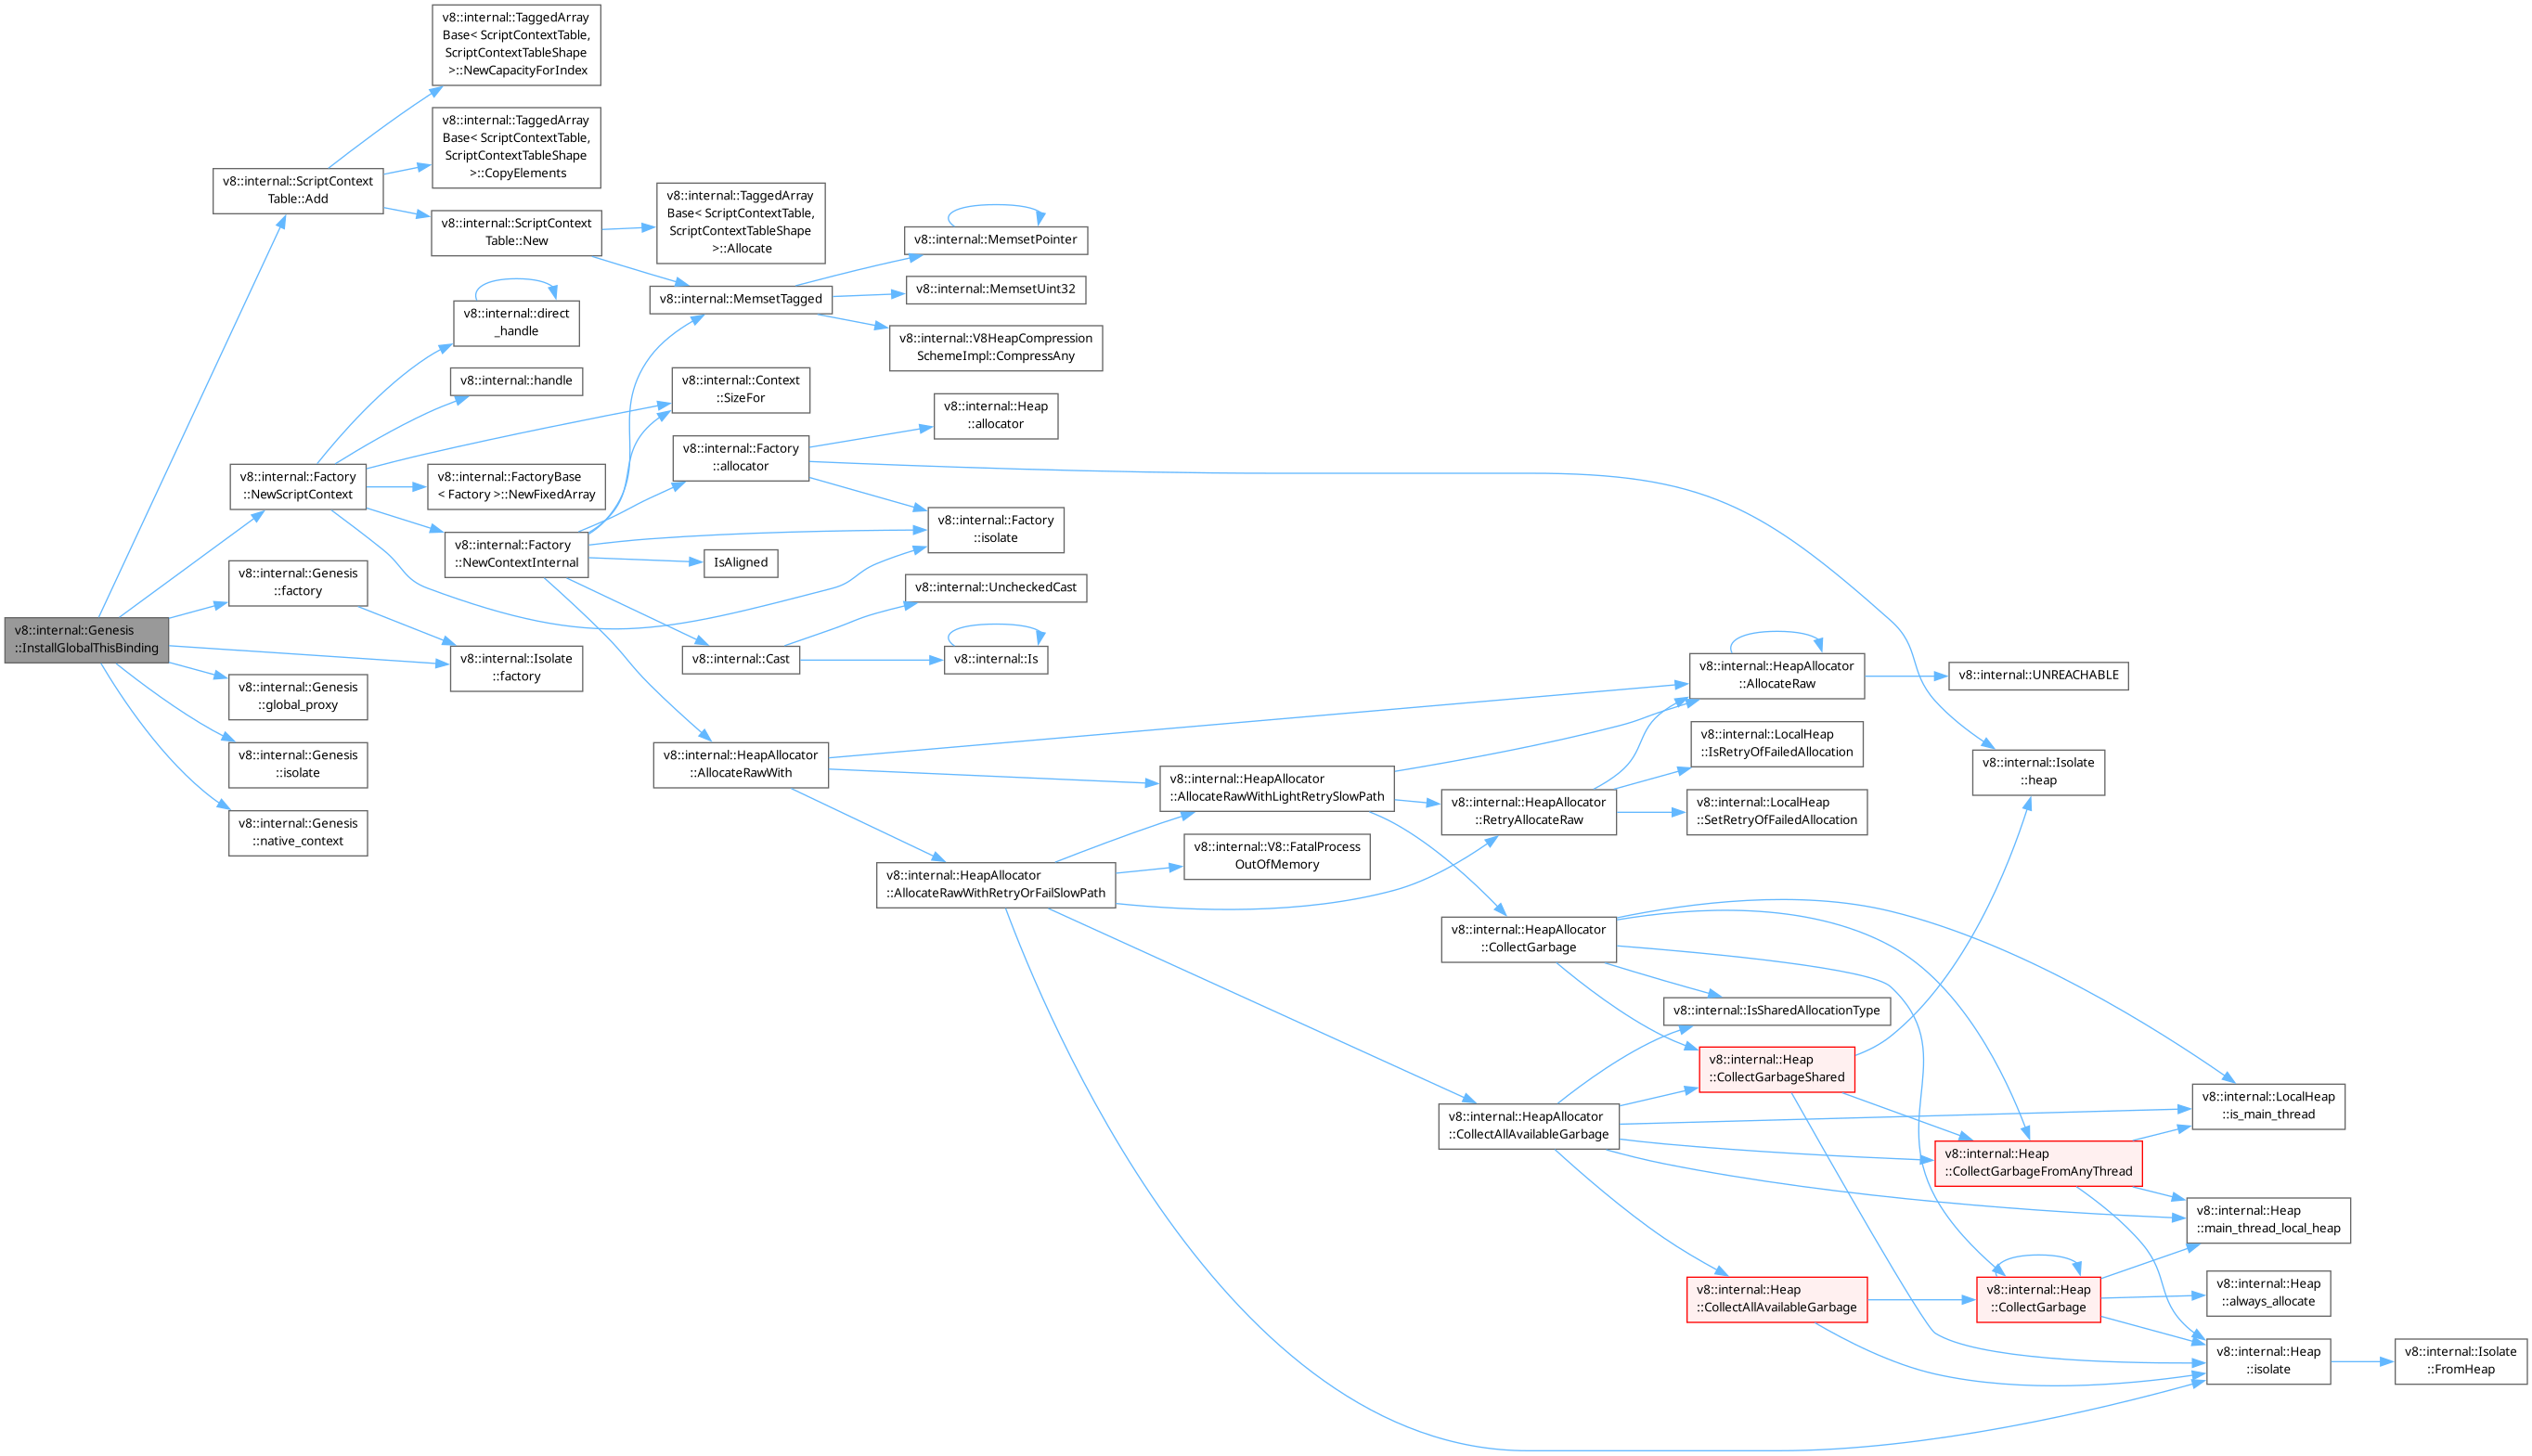 v8::internal::Genesis
::InstallGlobalThisBinding
v8::internal::ScriptContext
Table::Add
v8::internal::TaggedArray
Base< ScriptContextTable,
ScriptContextTableShape
>::NewCapacityForIndex
v8::internal::TaggedArray
Base< ScriptContextTable,
ScriptContextTableShape
>::CopyElements
v8::internal::ScriptContext
Table::New
v8::internal::TaggedArray
Base< ScriptContextTable,
ScriptContextTableShape
>::Allocate
v8::internal::MemsetTagged
v8::internal::MemsetPointer
v8::internal::MemsetUint32
v8::internal::V8HeapCompression
SchemeImpl::CompressAny
v8::internal::Factory
::NewScriptContext
v8::internal::direct
_handle
v8::internal::handle
v8::internal::Context
::SizeFor
v8::internal::FactoryBase
< Factory >::NewFixedArray
v8::internal::Factory
::NewContextInternal
v8::internal::Factory
::allocator
v8::internal::Heap
::allocator
v8::internal::Factory
::isolate
IsAligned
v8::internal::Cast
v8::internal::UncheckedCast
v8::internal::Is
v8::internal::Genesis
::factory
v8::internal::Isolate
::factory
v8::internal::Genesis
::global_proxy
v8::internal::Genesis
::isolate
v8::internal::Genesis
::native_context
v8::internal::HeapAllocator
::AllocateRawWith
v8::internal::HeapAllocator
::AllocateRawWithRetryOrFailSlowPath
v8::internal::HeapAllocator
::AllocateRawWithLightRetrySlowPath
v8::internal::V8::FatalProcess
OutOfMemory
v8::internal::HeapAllocator
::RetryAllocateRaw
v8::internal::HeapAllocator
::AllocateRaw
v8::internal::UNREACHABLE
v8::internal::LocalHeap
::IsRetryOfFailedAllocation
v8::internal::LocalHeap
::SetRetryOfFailedAllocation
v8::internal::Isolate
::heap
v8::internal::HeapAllocator
::CollectGarbage
v8::internal::IsSharedAllocationType
v8::internal::Heap
::CollectGarbageShared
v8::internal::HeapAllocator
::CollectAllAvailableGarbage
v8::internal::Heap
::CollectGarbageFromAnyThread
v8::internal::LocalHeap
::is_main_thread
v8::internal::Heap
::main_thread_local_heap
v8::internal::Heap
::CollectAllAvailableGarbage
v8::internal::Heap
::CollectGarbage
v8::internal::Heap
::always_allocate
v8::internal::Heap
::isolate
v8::internal::Isolate
::FromHeap